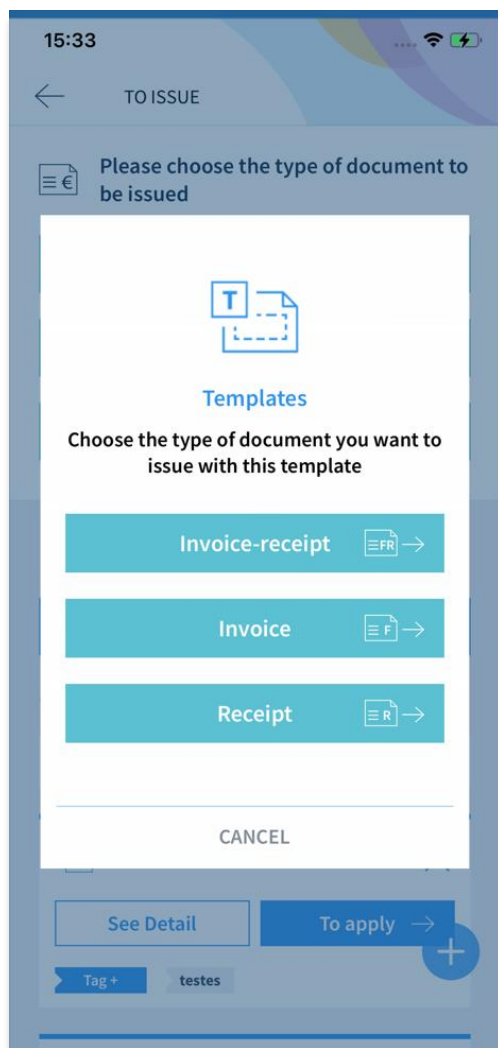 15:33
TO ISSUE
€
Please choose the type of document to
be issued
T
Templates
Choose the type of document you want to
issue with this template
Invoice-receipt FR
Invoice F
Receipt R
CANCEL
See Detail
To apply
Tag +
testes